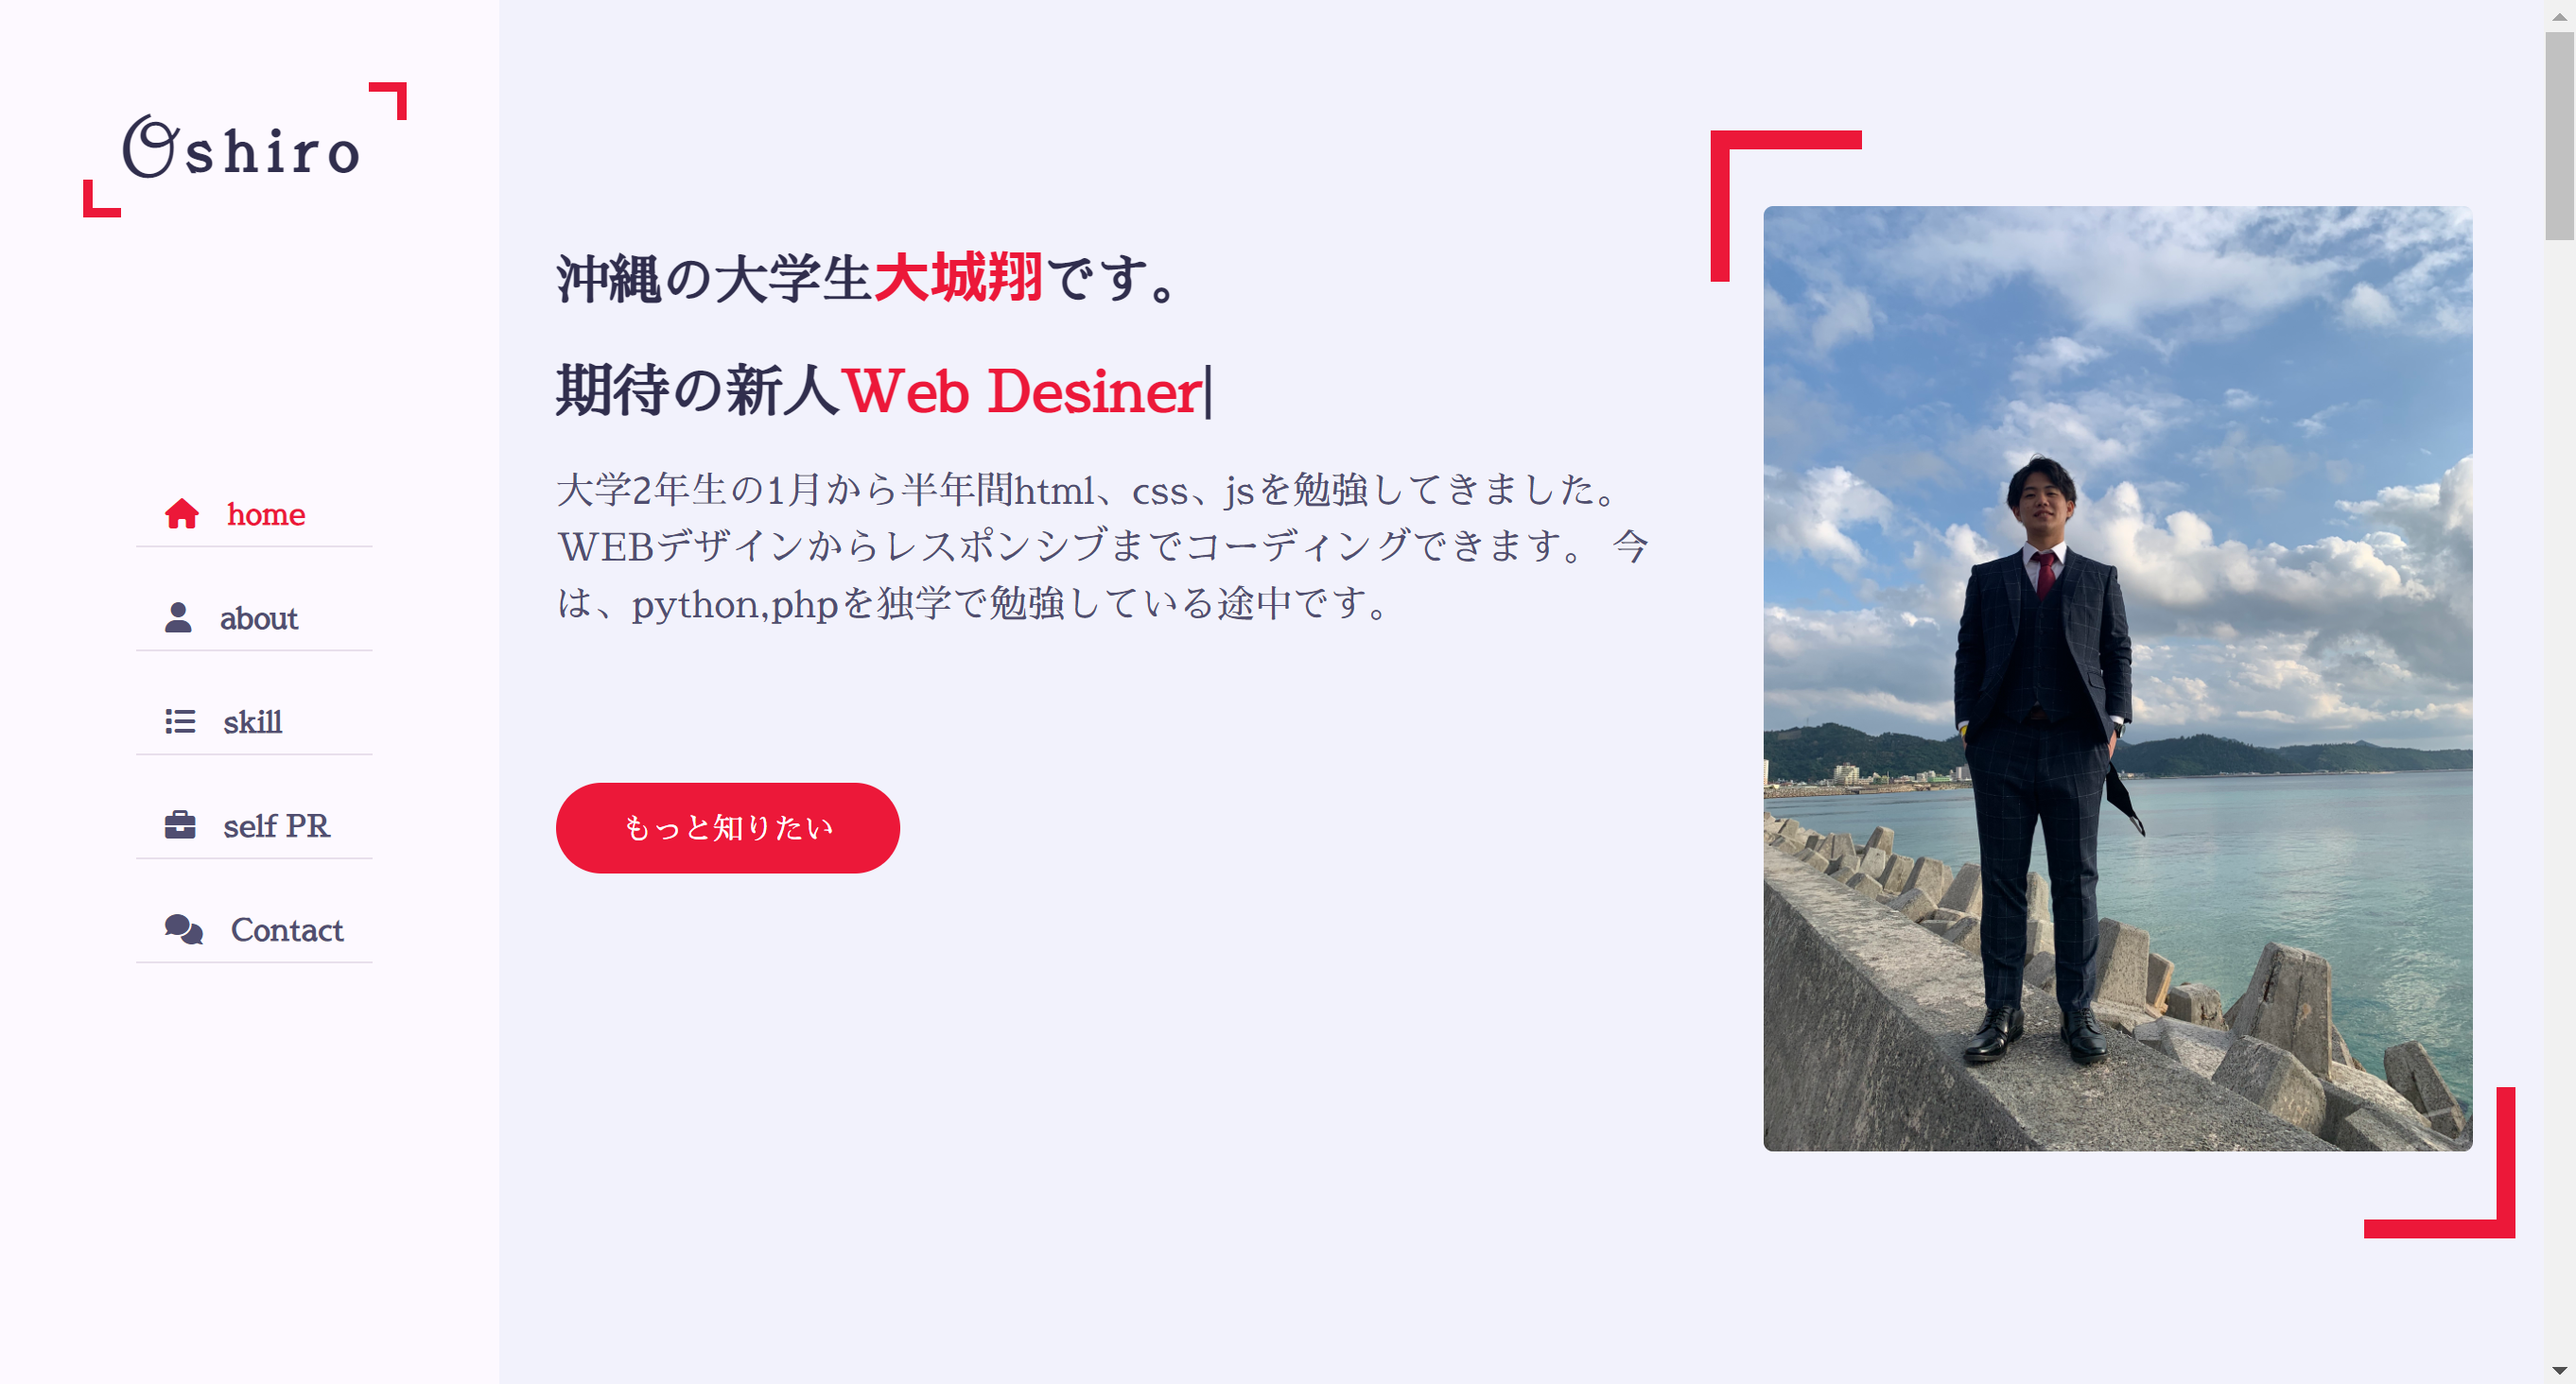 Oshiro
home
about
skill
self PR
Contact
沖縄の大学生大城翔です。
期待の新人Web Desiner|
大学2年生の1月から半年間html、css、jsを勉強してきました。
WEBデザインからレスポンシブまでコーディングできます。 今
は、python,phpを独学で勉強している途中です。
もっと知りたい